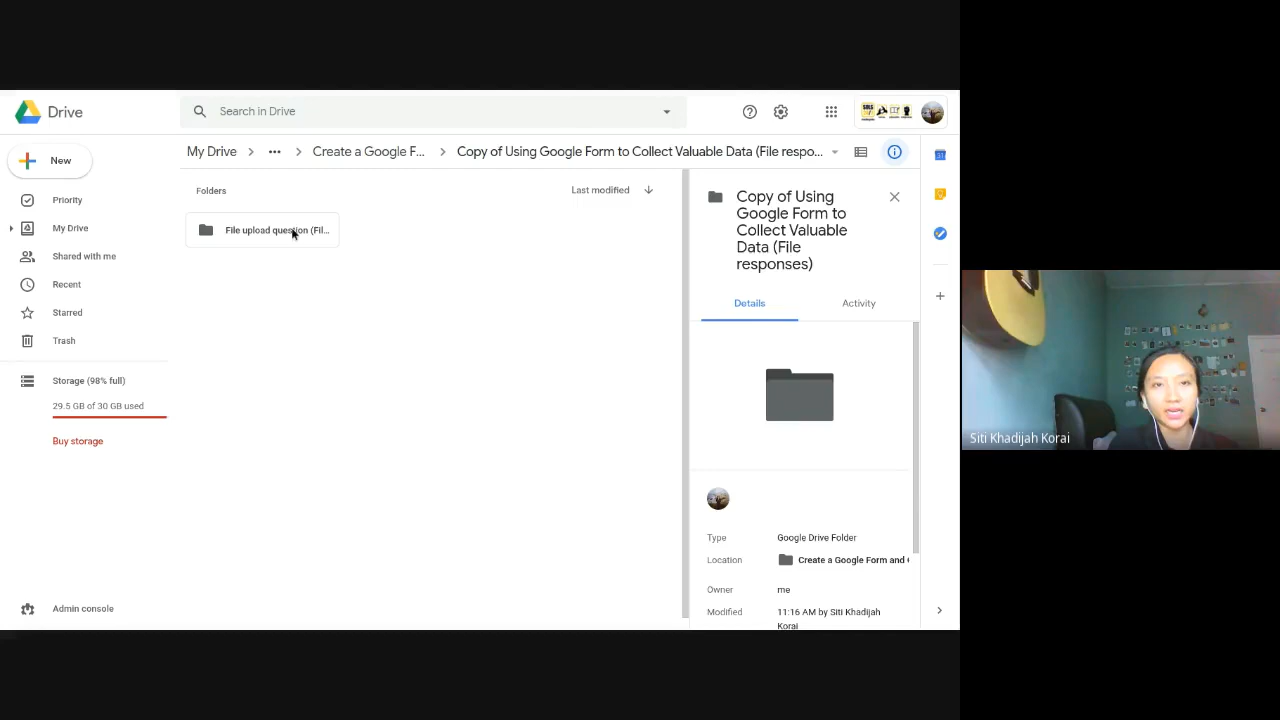 Drive
Search in Drive
New
My Drive
Create a Google F...
Copy of Using Google Form to Collect Valuable Data (File respo...
Priority
My Drive
Shared with me
Recent
Starred
Trash
Storage (98% full)
29.5 GB of 30 GB used
Buy storage
Admin console
Folders
Last modified
File upload question (Fil...
Copy of Using
Google Form to
Collect Valuable
Data (File
responses)
Details
Activity
Type
Google Drive Folder
Location
Create a Google Form and
Owner
me
Modified
11:16 AM by Siti Khadijah
Korai
Siti Khadijah Korai